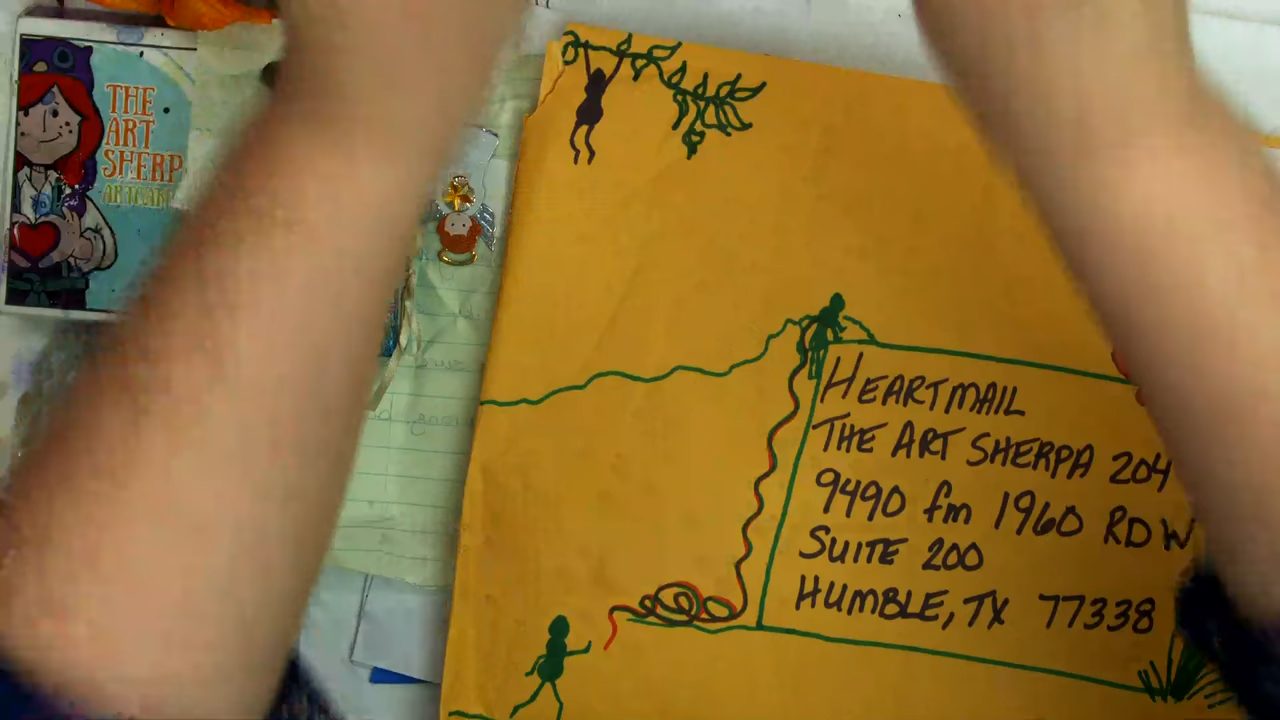 THE
ART
SHERP
HEARTMAIL
THE ART SHERPA 204
9490 fm 1960 RD W
SUITE 200
HUMBLE, TX 77338